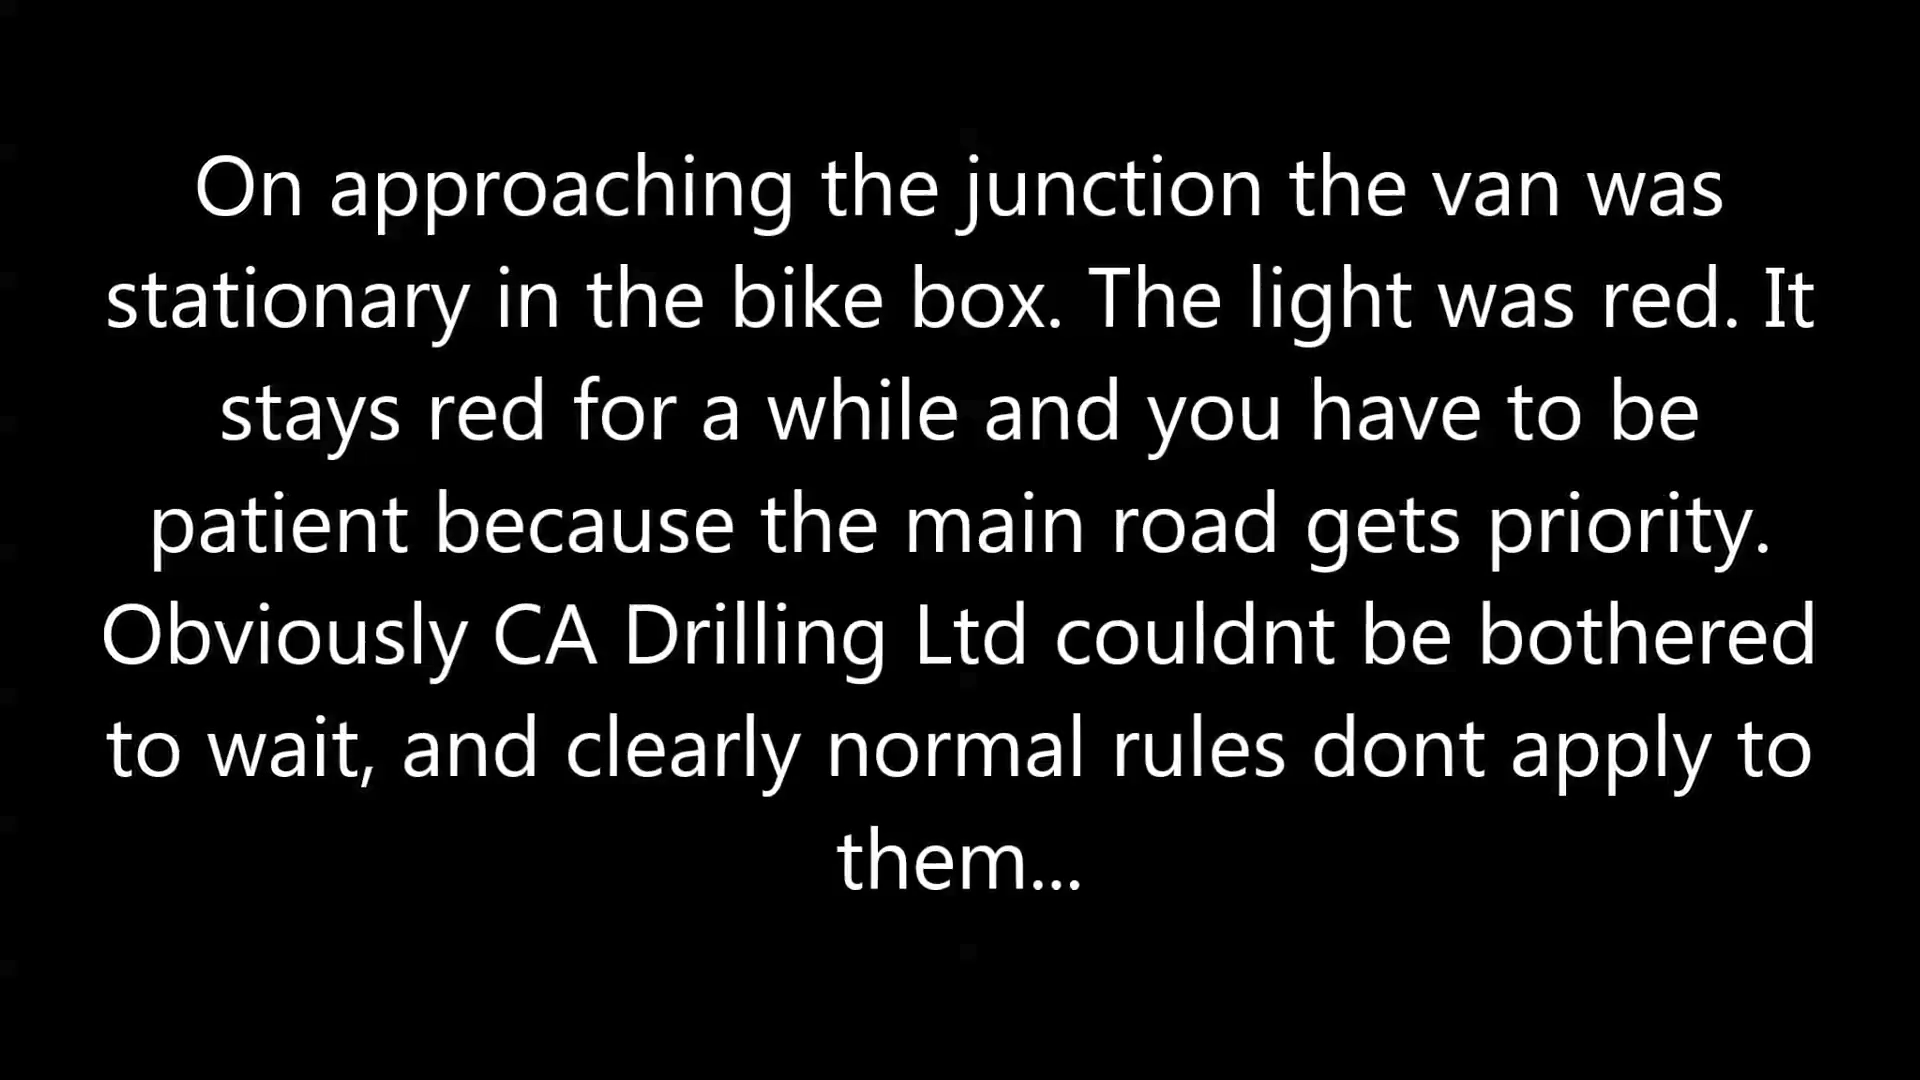 On approaching the junction the van was
stationary in the bike box. The light was red. It
stays red for a while and you have to be
patient because the main road gets priority.
Obviously CA Drilling Ltd couldnt be bothered
to wait, and clearly normal rules dont apply to
them...